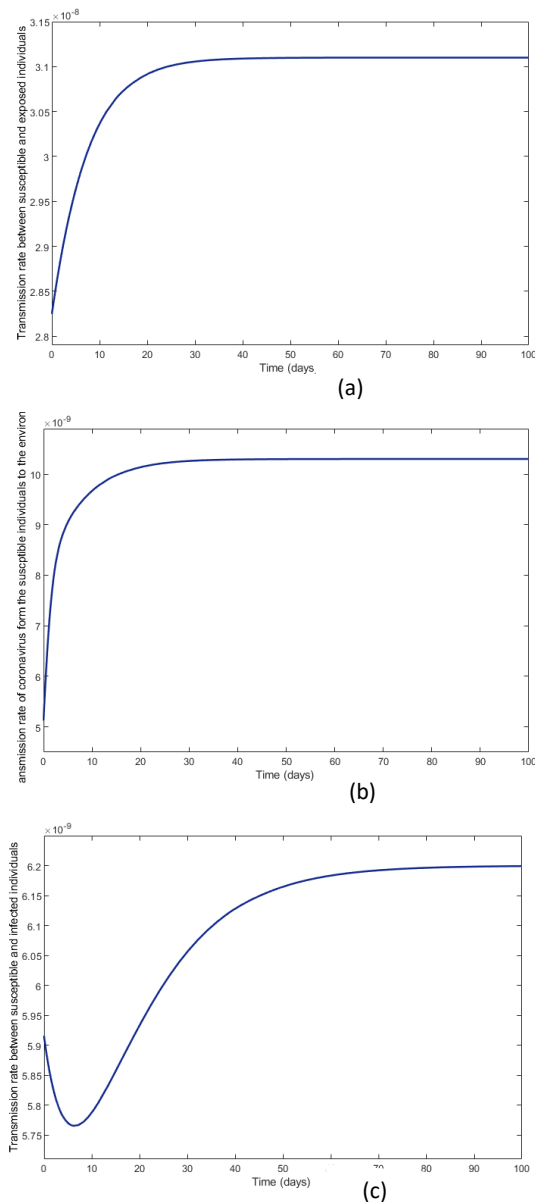 ×10^-8
3.15
3.1
3.05
3
2.95
2.9
2.85
2.8
Transmission rate between susceptible and exposed individuals
0 10 20 30 40 50 60 70 80 90 100
Time (days
(a)
×10^-9
10
9
8
7
6
5
ansmission rate of coronavirus form the suscptible individuals to the environ
0 10 20 30 40 50 60 70 80 90 100
Time (days)
(b)
×10^-9
6.2
6.15
6.1
6.05
6
5.95
5.9
5.85
5.8
5.75
Transmission rate between susceptible and infected individuals
0 10 20 30 40 50 60 70 80 90 100
Time (days)
(c)